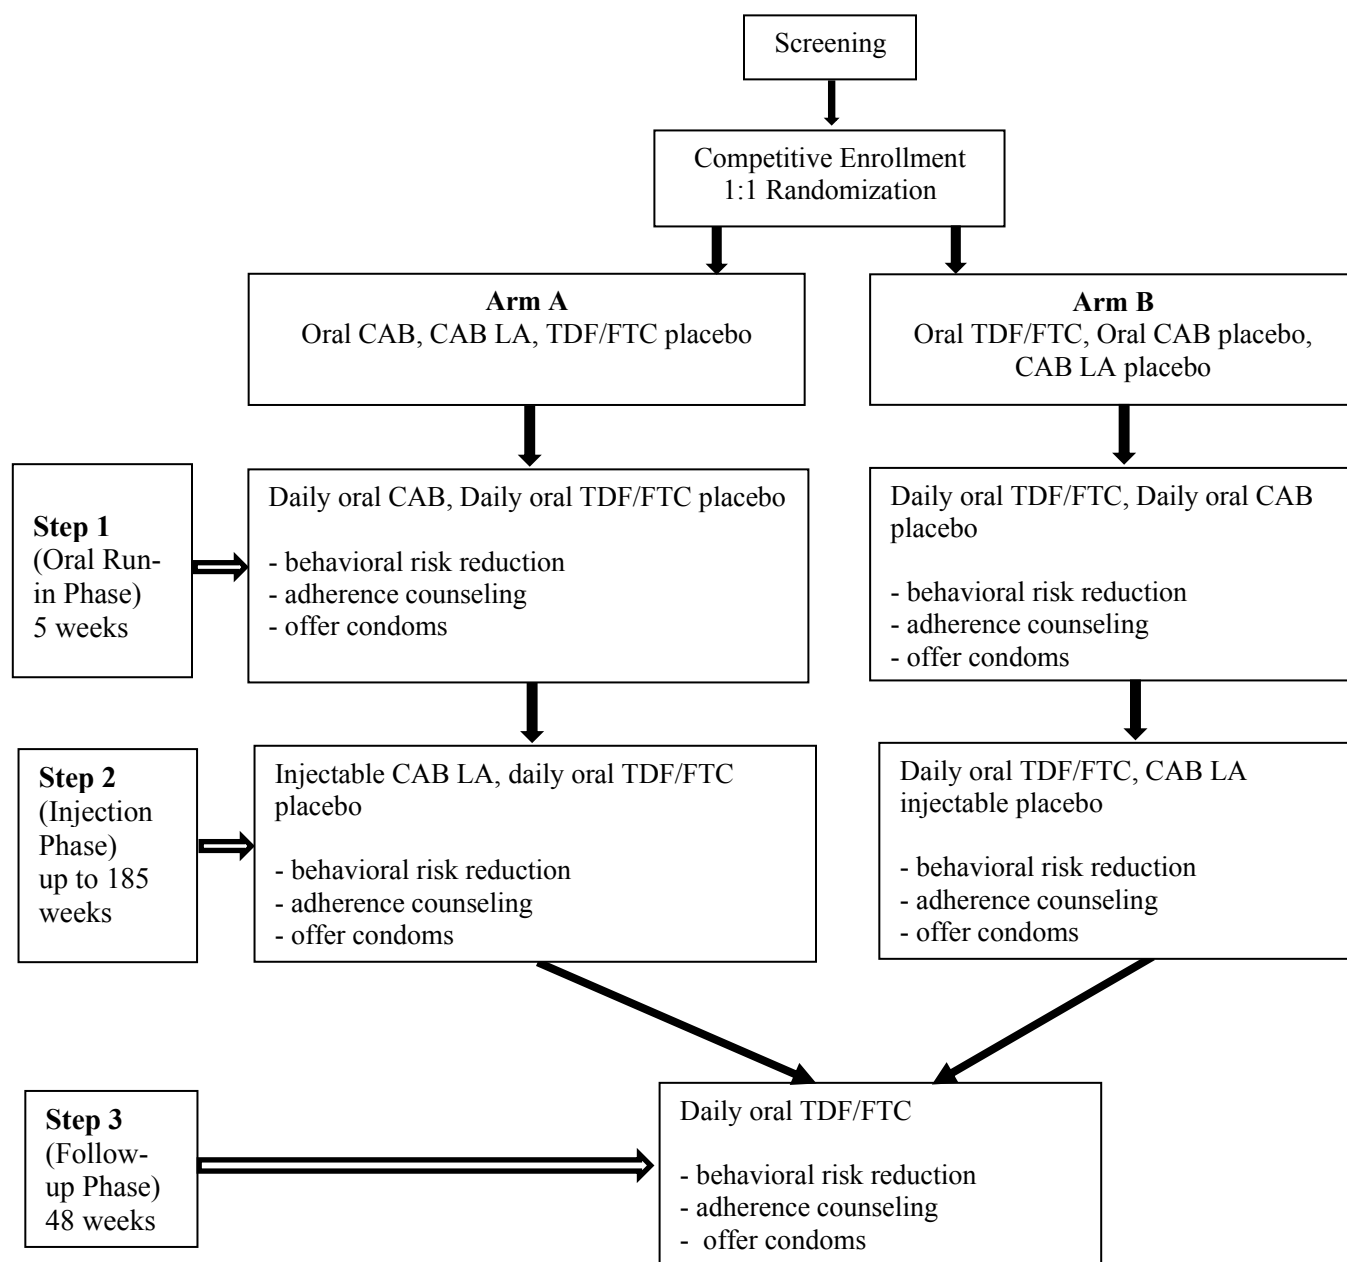 Screening
Competitive Enrollment
1:1 Randomization
Arm A
Oral CAB, CAB LA, TDF/FTC placebo
Arm B
Oral TDF/FTC, Oral CAB placebo,
CAB LA placebo
Step 1
(Oral Run-
in Phase)
5 weeks
Daily oral CAB, Daily oral TDF/FTC placebo
- behavioral risk reduction
- adherence counseling
- offer condoms
Daily oral TDF/FTC, Daily oral CAB
placebo
- behavioral risk reduction
- adherence counseling
- offer condoms
Step 2
(Injection
Phase)
up to 185
weeks
Injectable CAB LA, daily oral TDF/FTC
placebo
- behavioral risk reduction
- adherence counseling
- offer condoms
Daily oral TDF/FTC, CAB LA
injectable placebo
- behavioral risk reduction
- adherence counseling
- offer condoms
Step 3
(Follow-
up Phase)
48 weeks
Daily oral TDF/FTC
- behavioral risk reduction
- adherence counseling
- offer condoms